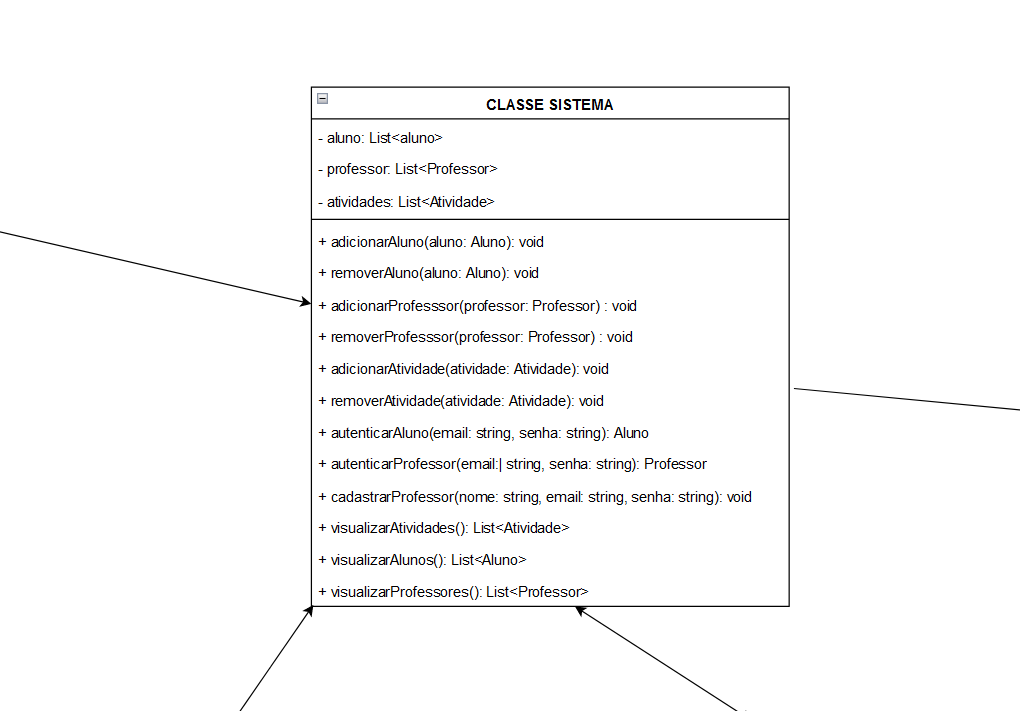 CLASSE SISTEMA
- aluno: List<aluno>
- professor: List<Professor>
- atividades: List<Atividade>
+ adicionarAluno(aluno: Aluno): void
+ removerAluno(aluno: Aluno): void
+ adicionarProfesssor(professor: Professor) : void
+ removerProfesssor(professor: Professor) : void
+ adicionarAtividade(atividade: Atividade): void
+ removerAtividade(atividade: Atividade): void
+ autenticarAluno(email: string, senha: string): Aluno
+ autenticarProfessor(email:| string, senha: string): Professor
+ cadastrarProfessor(nome: string, email: string, senha: string): void
+ visualizarAtividades(): List<Atividade>
+ visualizarAlunos(): List<Aluno>
+ visualizarProfessores(): List<Professor>